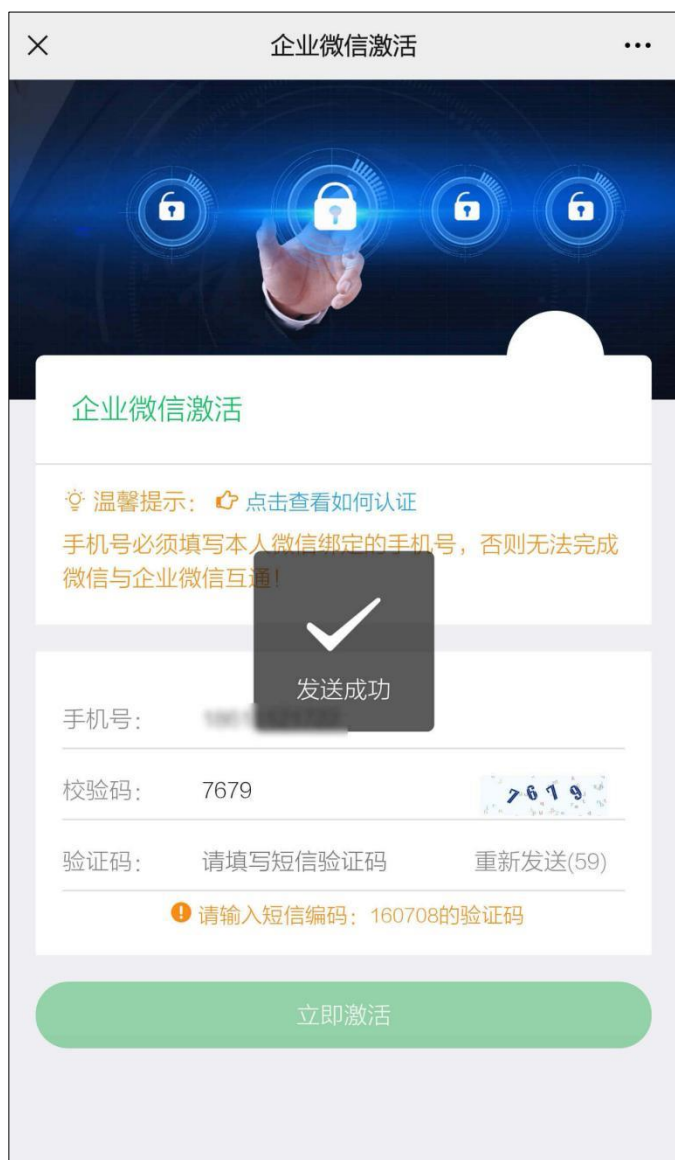 企业微信激活
企业微信激活
温馨提示: 点击查看如何认证
手机号必须填写本人微信绑定的手机号，否则无法完成
微信与企业微信互通!
发送成功
手机号:
校验码: 7679 7679
验证码: 请填写短信验证码 重新发送(59)
请输入短信编码: 160708的验证码
立即激活